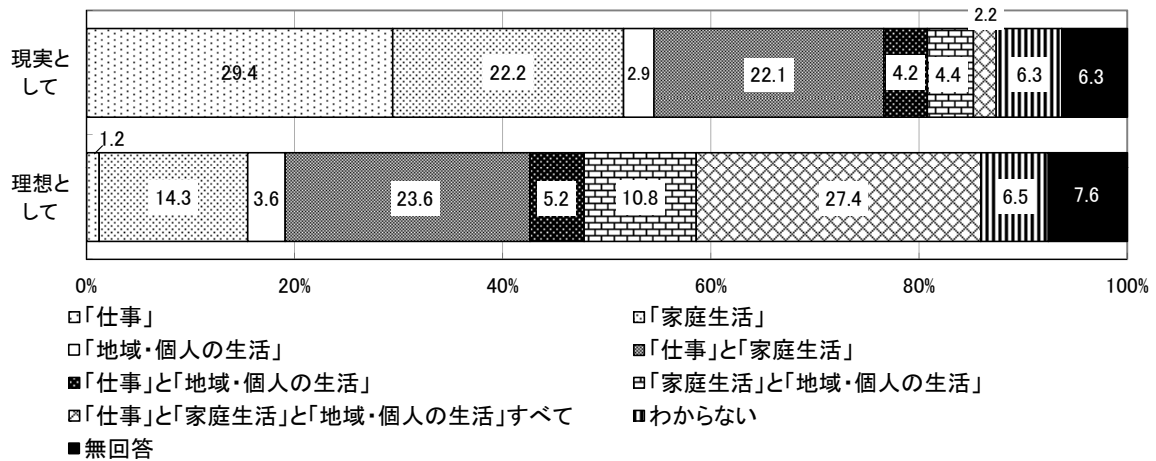 2.2
現実と
して
29.4 22.2 2.9 22.1 4.2 4.4 6.3 6.3
1.2
理想と
して
14.3 3.6 23.6 5.2 10.8 27.4 6.5 7.6
0% 20% 40% 60% 80% 100%
「仕事」 「家庭生活」
「地域・個人の生活」 「仕事」と「家庭生活」
「仕事」と「地域・個人の生活」 「家庭生活」と「地域・個人の生活」
「仕事」と「家庭生活」と「地域・個人の生活」すべて わからない
無回答